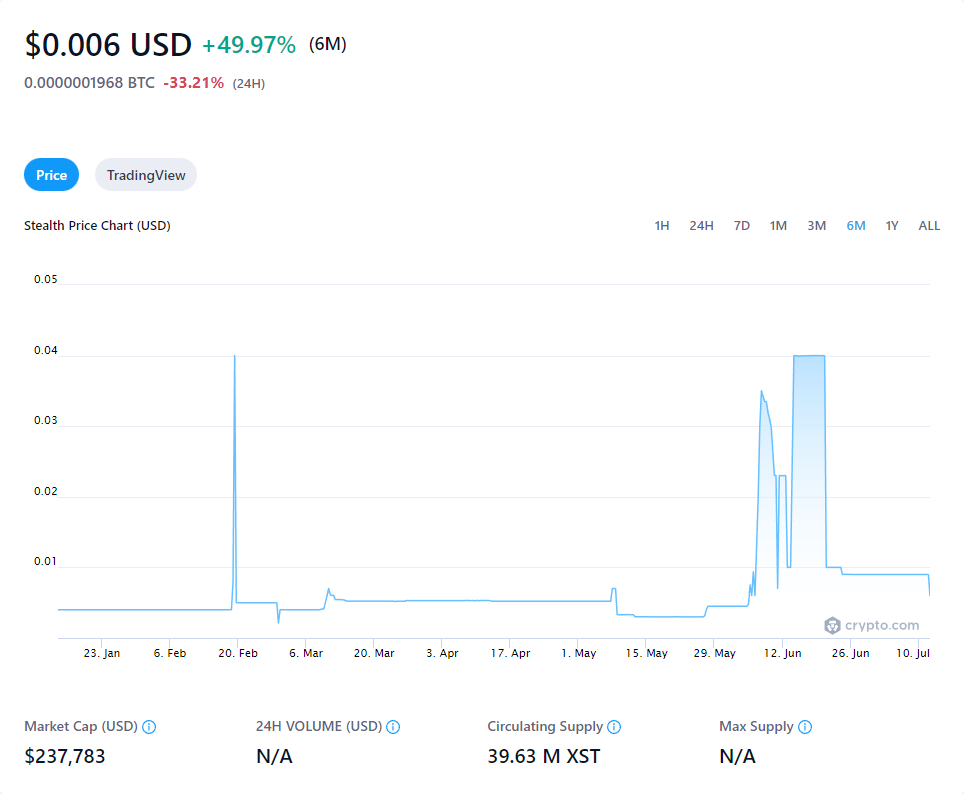 $0.006 USD +49.97% (6M)
0.0000001968 BTC -33.21% (24H)
Price TradingView
Stealth Price Chart (USD) 1H 24H 7D 1M 3M 6M 1Y ALL
0.05
0.04
0.03
0.02
0.01
crypto.com
23. Jan 6. Feb 20. Feb 6. Mar 20. Mar 3. Apr 17. Apr 1. May 15. May 29. May 12. Jun 26. Jun 10. Jul
Market Cap (USD) 24H VOLUME (USD) Circulating Supply Max Supply
$237,783 N/A 39.63 M XST N/A